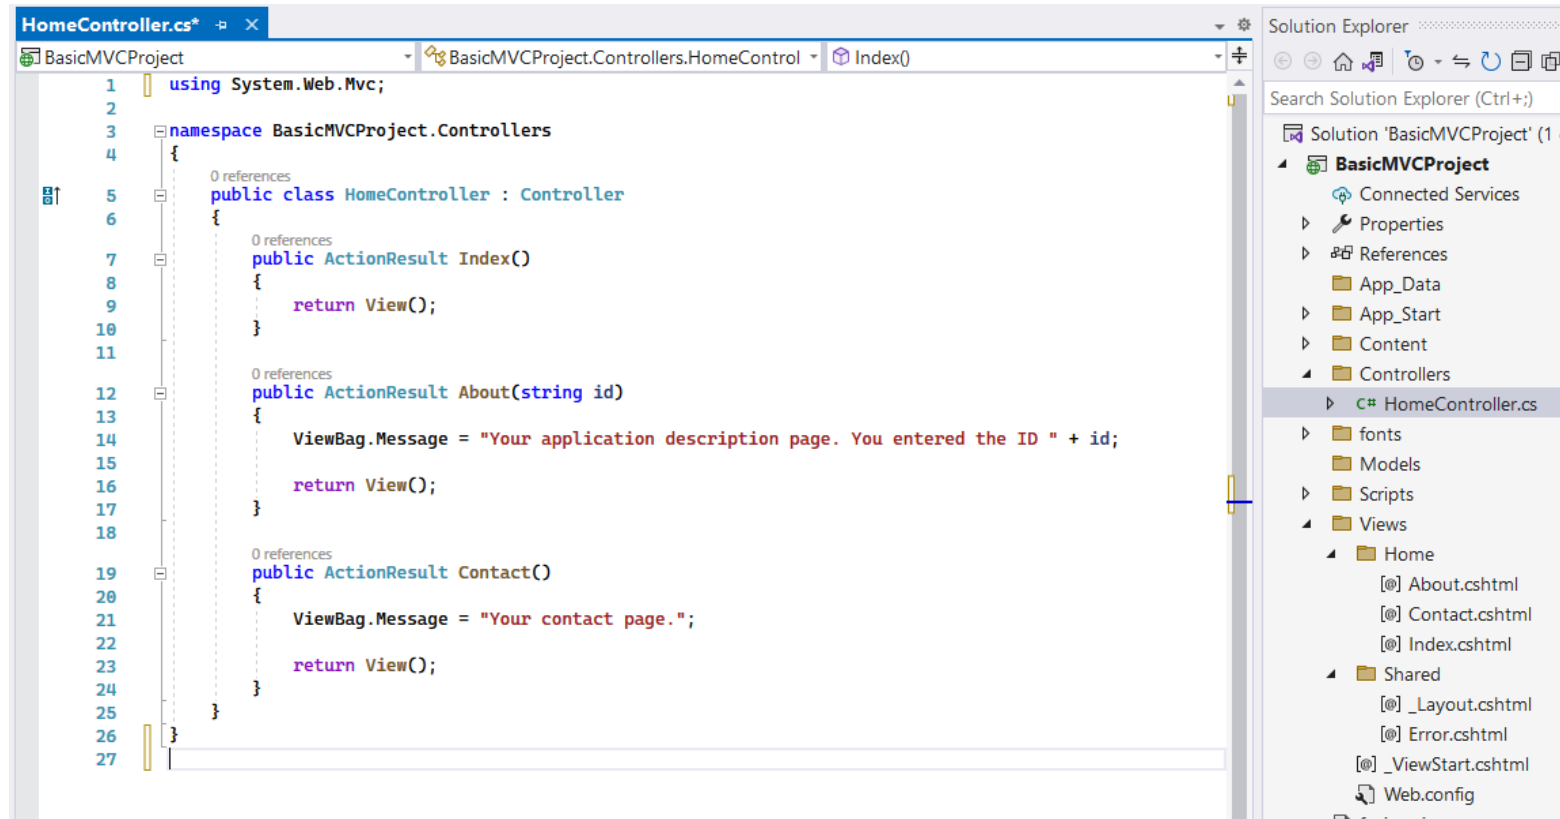 HomeController.cs*
BasicMVCProject
BasicMVCProject.Controllers.HomeControl
Index()
1 using System.Web.Mvc;
2
3 namespace BasicMVCProject.Controllers
4 {
0 references
5 public class HomeController : Controller
6 {
0 references
7 public ActionResult Index()
8 {
9 return View();
10 }
11
0 references
12 public ActionResult About(string id)
13 {
14 ViewBag.Message = "Your application description page. You entered the ID " + id;
15
16 return View();
17 }
18
0 references
19 public ActionResult Contact()
20 {
21 ViewBag.Message = "Your contact page.";
22
23 return View();
24 }
25 }
26 }
27
Solution Explorer
Search Solution Explorer (Ctrl+;)
Solution 'BasicMVCProject' (1
BasicMVCProject
Connected Services
Properties
References
App_Data
App_Start
Content
Controllers
C# HomeController.cs
fonts
Models
Scripts
Views
Home
[@] About.cshtml
[@] Contact.cshtml
[@] Index.cshtml
Shared
[@] _Layout.cshtml
[@] Error.cshtml
[@] _ViewStart.cshtml
Web.config